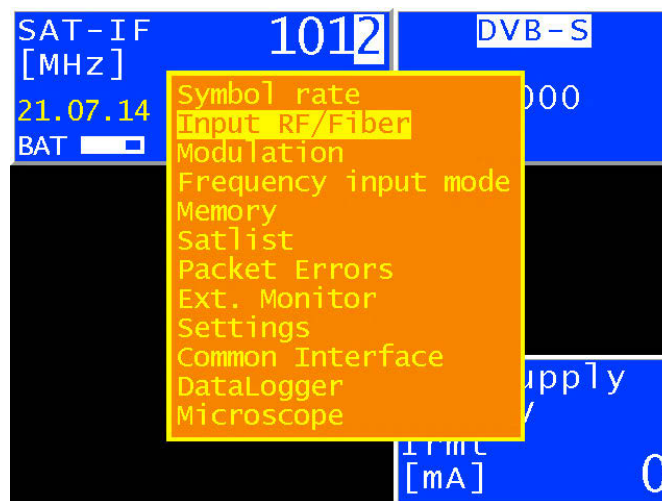 SAT-IF 1012
[MHz]
21.07.14
BAT
DVB-S
000
Symbol rate
Input RF/Fiber
Modulation
Frequency input mode
Memory
Satlist
Packet Errors
Ext. Monitor
Settings
Common Interface
DataLogger
Microscope
upply
[mA] 0